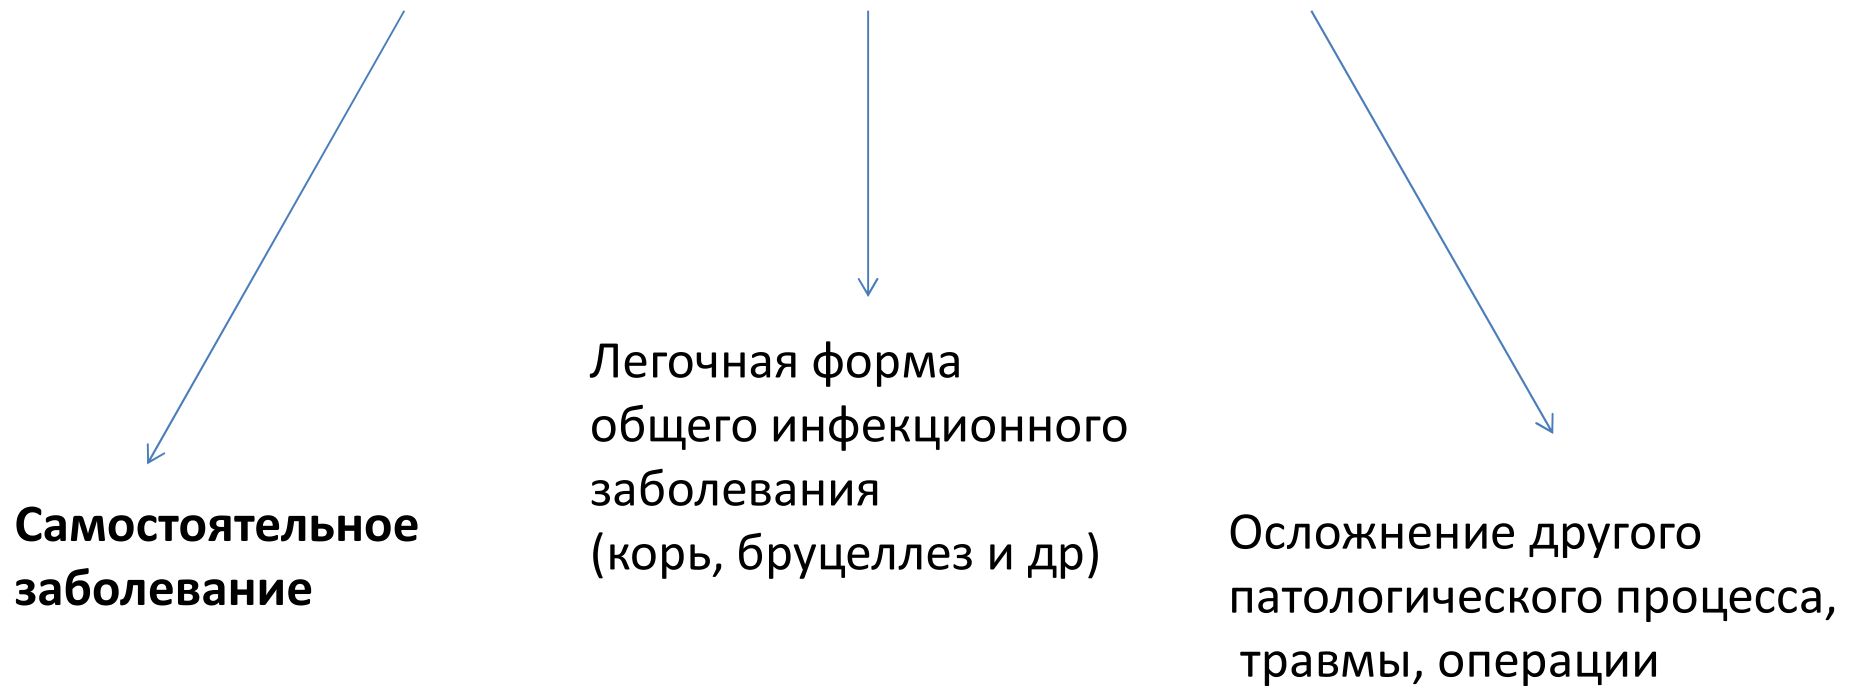 Легочная форма
общего инфекционного
заболевания
(корь, бруцеллез и др)
Самостоятельное
заболевание
Осложнение другого
патологического процесса,
травмы, операции